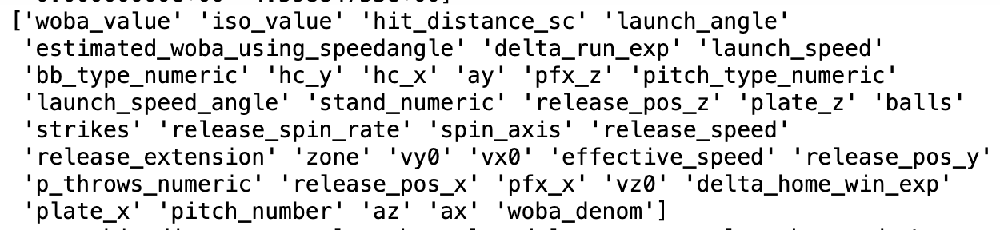 ['woba_value' 'iso_value' 'hit_distance_sc' 'launch_angle'
'estimated_woba_using_speedangle' 'delta_run_exp' 'launch_speed'
'bb_type_numeric' 'hc_y' 'hc_x' 'ay' 'pfx_z' 'pitch_type_numeric'
'launch_speed_angle' 'stand_numeric' 'release_pos_z' 'plate_z' 'balls'
'strikes' 'release_spin_rate' 'spin_axis' 'release_speed'
'release_extension' 'zone' 'vy0' 'vx0' 'effective_speed' 'release_pos_y'
'p_throws_numeric' 'release_pos_x' 'pfx_x' 'vz0' 'delta_home_win_exp'
'plate_x' 'pitch_number' 'az' 'ax' 'woba_denom']